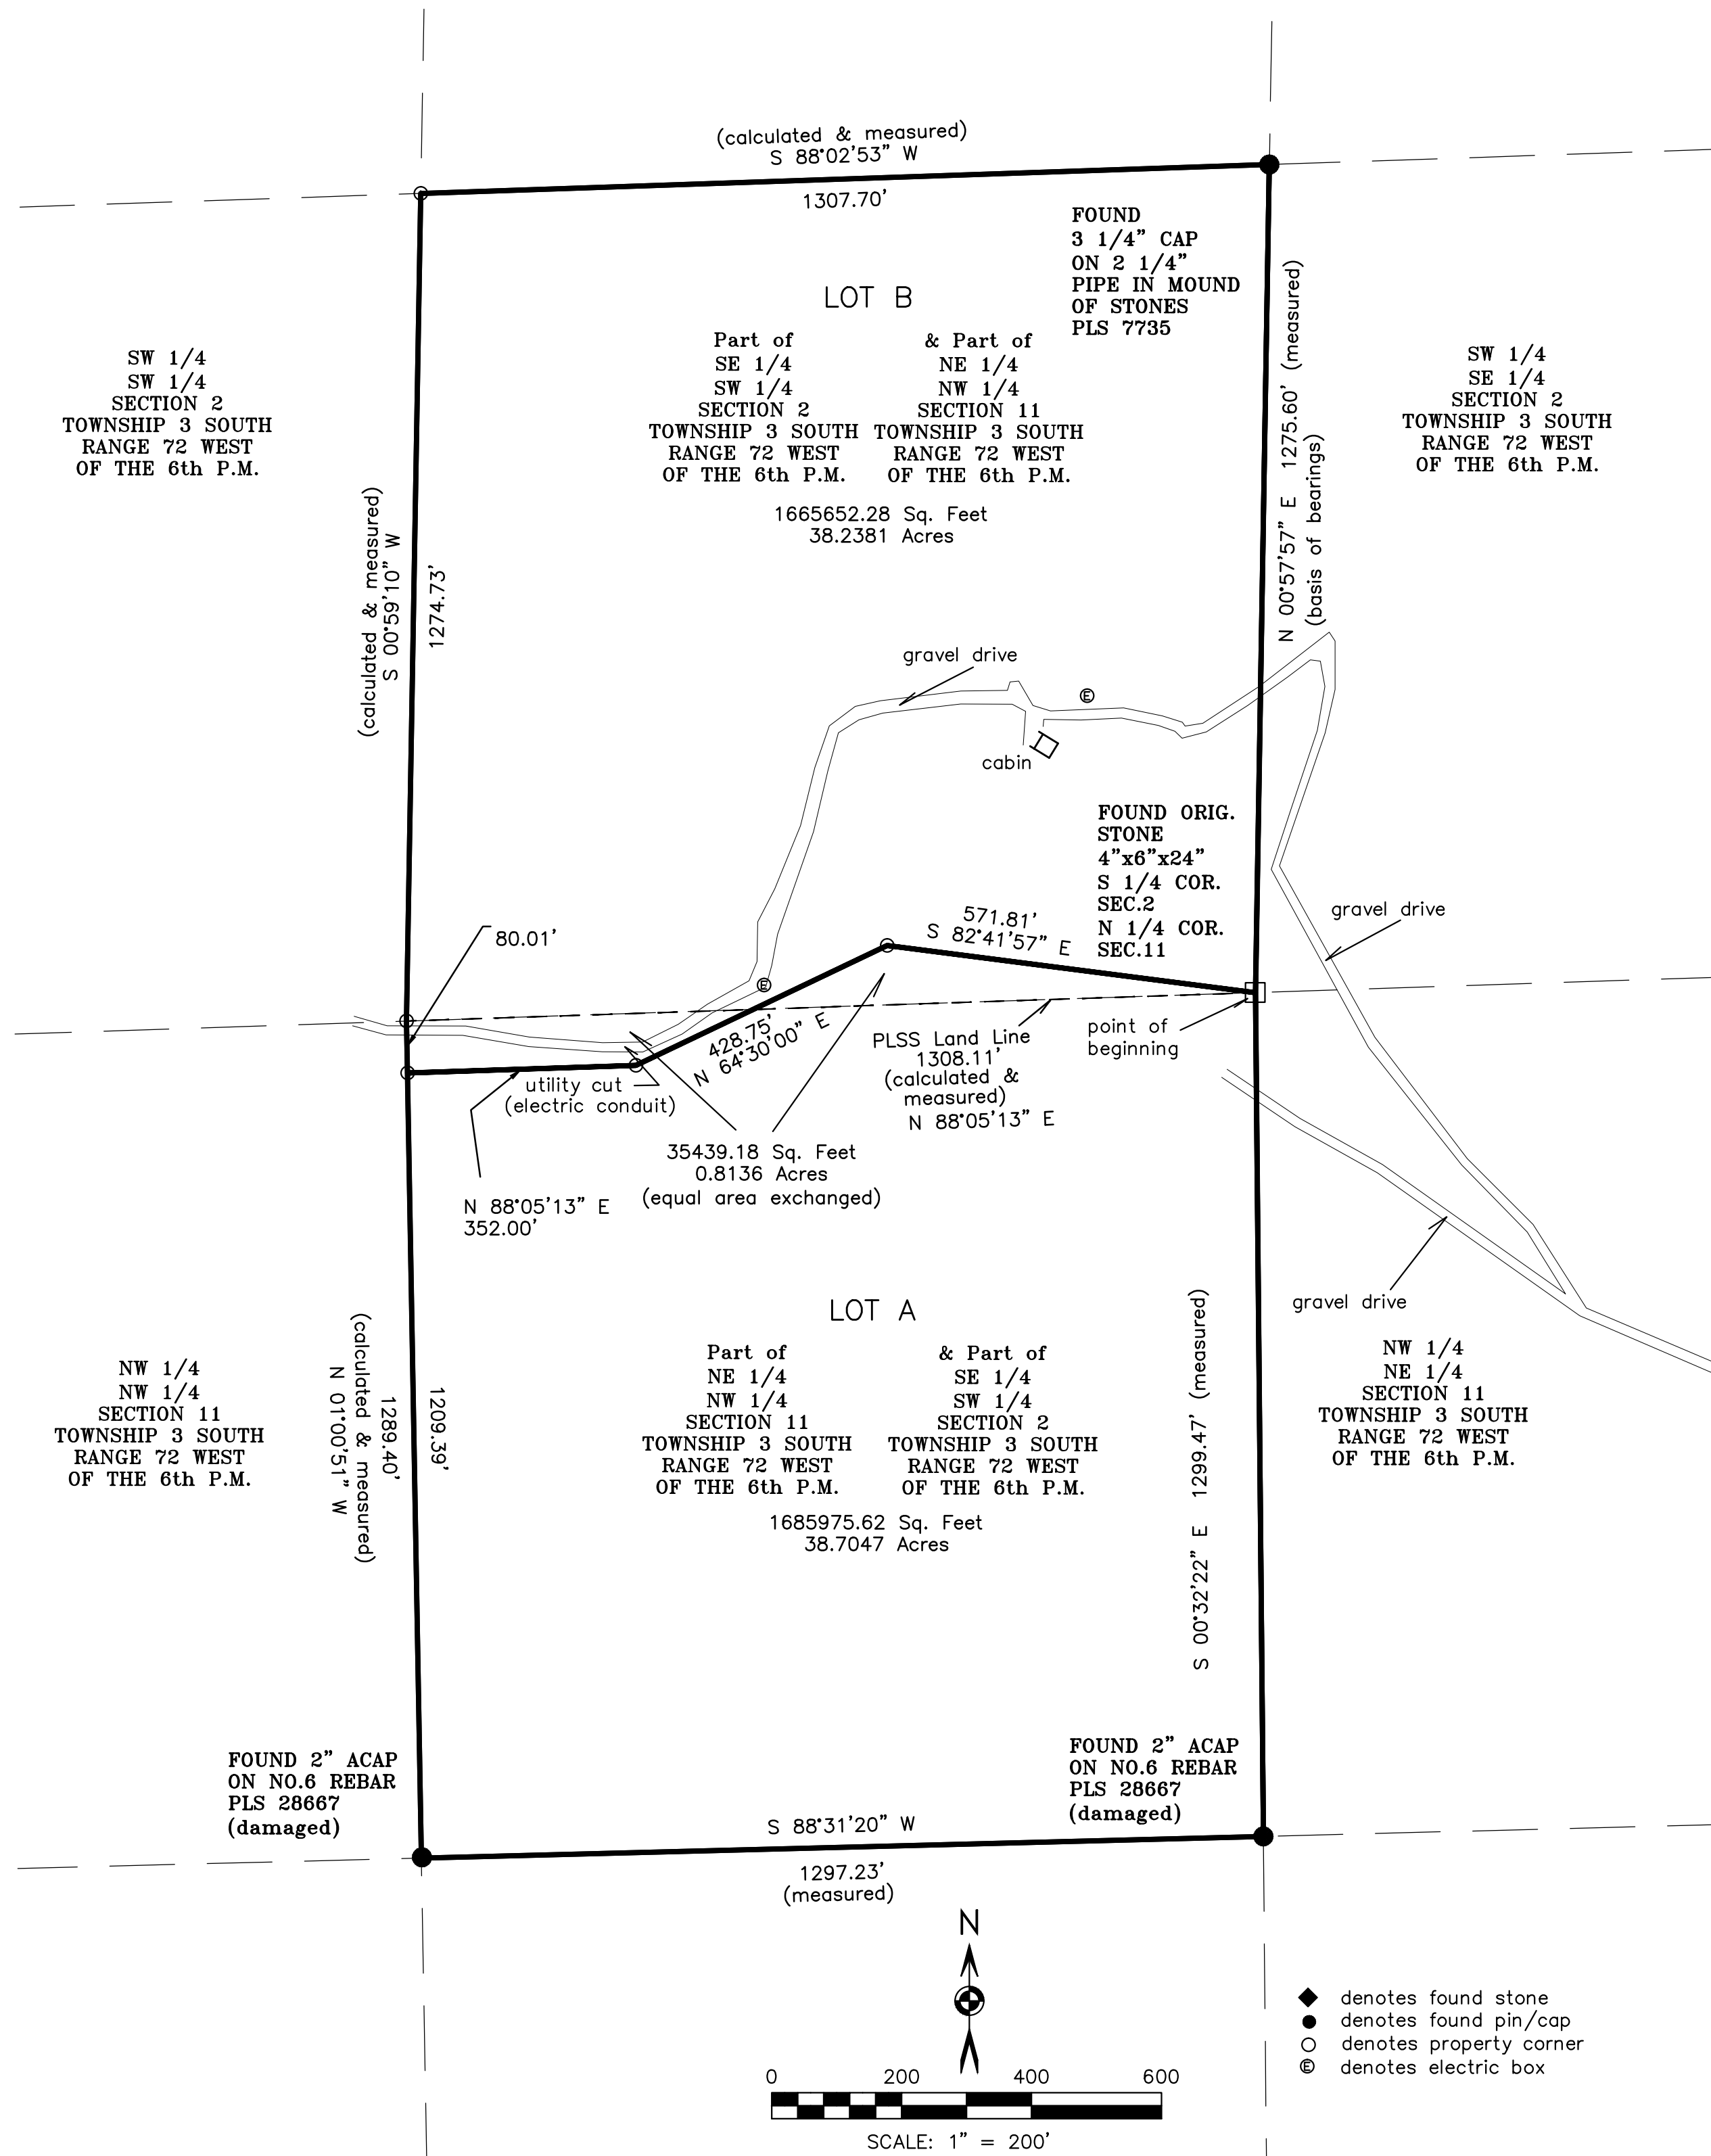 (calculated & measured)
S 88°02'53" W
1307.70'
FOUND
3 1/4" CAP
ON 2 1/4"
PIPE IN MOUND
OF STONES
PLS 7735
N 00°57'57" E 1275.60' (measured)
(basis of bearings)
LOT B
Part of
SE 1/4
SW 1/4
SECTION 2
TOWNSHIP 3 SOUTH
RANGE 72 WEST
OF THE 6th P.M.
& Part of
NE 1/4
NW 1/4
SECTION 11
TOWNSHIP 3 SOUTH
RANGE 72 WEST
OF THE 6th P.M.
1665652.28 Sq. Feet
38.2381 Acres
SW 1/4
SW 1/4
SECTION 2
TOWNSHIP 3 SOUTH
RANGE 72 WEST
OF THE 6th P.M.
SW 1/4
SE 1/4
SECTION 2
TOWNSHIP 3 SOUTH
RANGE 72 WEST
OF THE 6th P.M.
(calculated & measured)
S 00°59'10" W
1274.73'
gravel drive
E
cabin
FOUND ORIG.
STONE
4"x6"x24"
S 1/4 COR.
SEC.2
N 1/4 COR.
SEC.11
gravel drive
80.01'
571.81'
S 82°41'57" E
E
428.75'
N 64°30'00" E
PLSS Land Line
1308.11'
(calculated &
measured)
N 88°05'13" E
point of
beginning
utility cut
(electric conduit)
35439.18 Sq. Feet
0.8136 Acres
(equal area exchanged)
N 88°05'13" E
352.00'
gravel drive
LOT A
Part of
NE 1/4
NW 1/4
SECTION 11
TOWNSHIP 3 SOUTH
RANGE 72 WEST
OF THE 6th P.M.
& Part of
SE 1/4
SW 1/4
SECTION 2
TOWNSHIP 3 SOUTH
RANGE 72 WEST
OF THE 6th P.M.
1685975.62 Sq. Feet
38.7047 Acres
NW 1/4
NW 1/4
SECTION 11
TOWNSHIP 3 SOUTH
RANGE 72 WEST
OF THE 6th P.M.
NW 1/4
NE 1/4
SECTION 11
TOWNSHIP 3 SOUTH
RANGE 72 WEST
OF THE 6th P.M.
1209.39'
1289.40'
(calculated & measured)
N 01°00'51" W
S 00°32'22" E 1299.47' (measured)
FOUND 2" ACAP
ON NO.6 REBAR
PLS 28667
(damaged)
FOUND 2" ACAP
ON NO.6 REBAR
PLS 28667
(damaged)
S 88°31'20" W
1297.23'
(measured)
N
0 200 400 600
SCALE: 1" = 200'
denotes found stone
denotes found pin/cap
denotes property corner
E denotes electric box